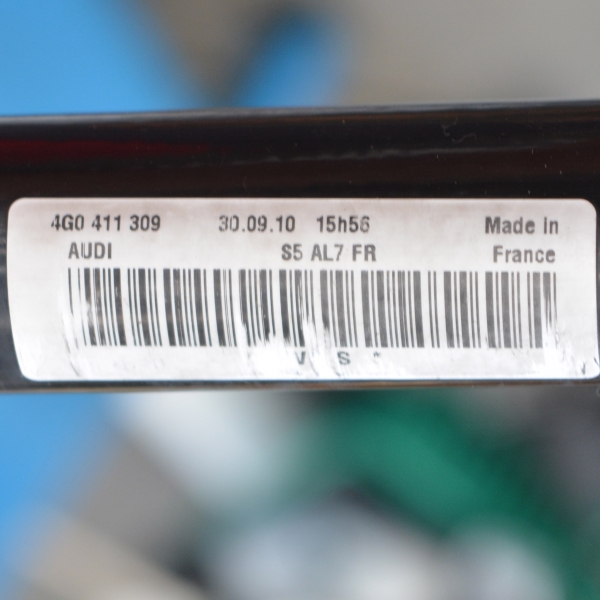 4G0 411 309 30.09.10 15h56 Made in
AUDI S5 AL7 FR France
V S *